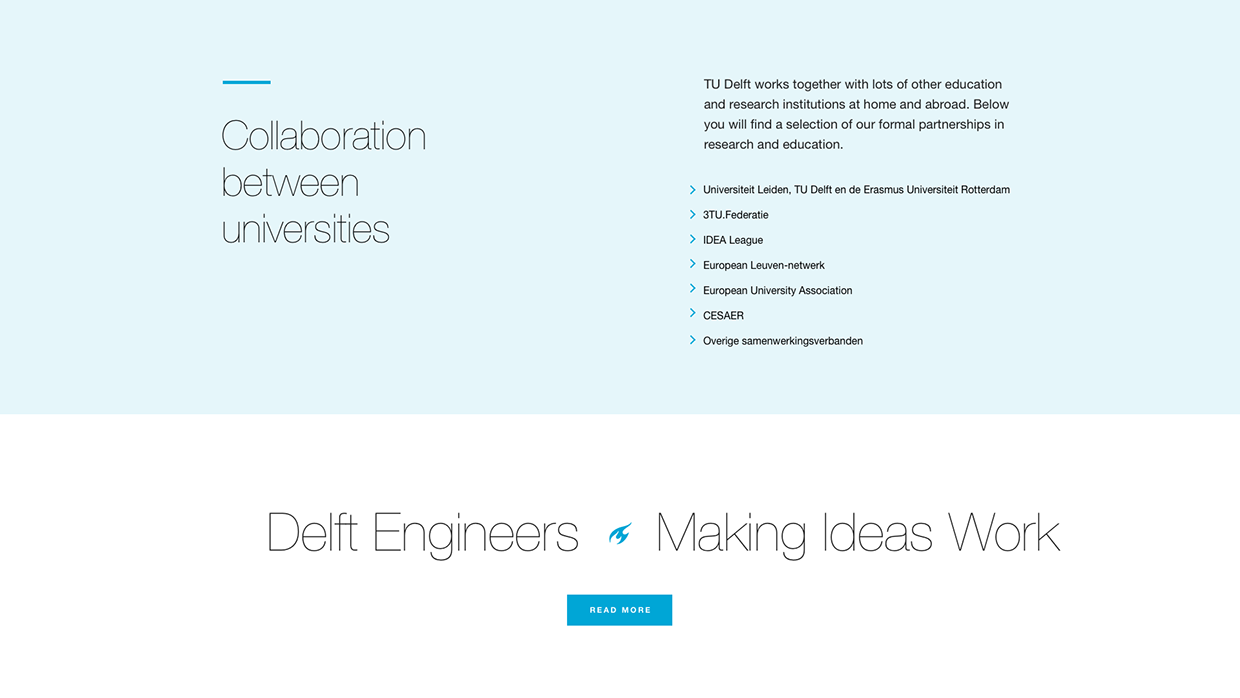 Collaboration
between
universities
TU Delft works together with lots of other education
and research institutions at home and abroad. Below
you will find a selection of our formal partnerships in
research and education.
Universiteit Leiden, TU Delft en de Erasmus Universiteit Rotterdam
3TU.Federatie
IDEA League
European Leuven-netwerk
European University Association
CESAER
Overige samenwerkingsverbanden
Delft Engineers Making Ideas Work
READ MORE